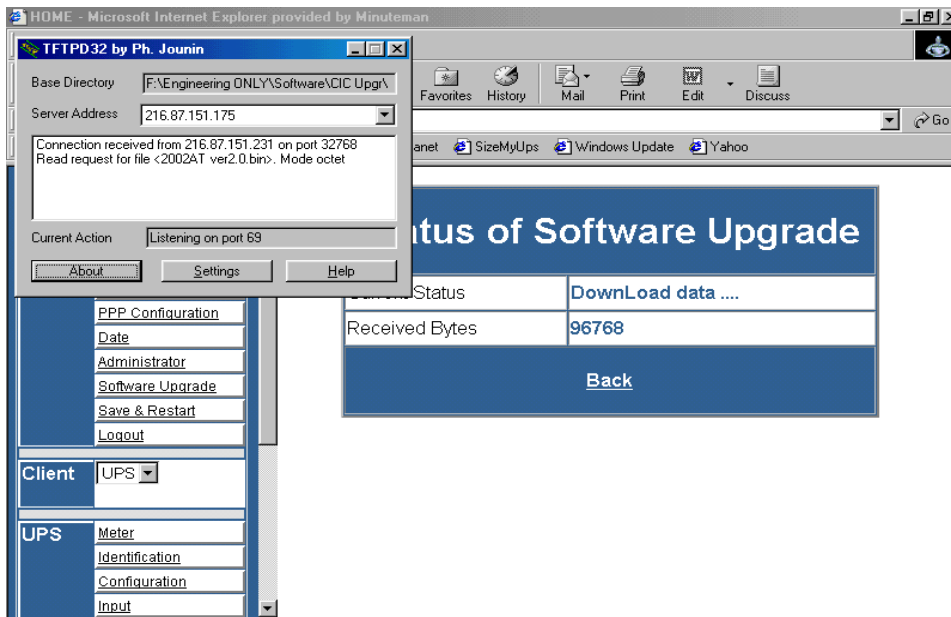 HOME - Microsoft Internet Explorer provided by Minuteman
TFTPD32 by Ph. Jounin
Base Directory F:\Engineering ONLY\Software\CIC Upgr\
Server Address 216.87.151.175
Connection received from 216.87.151.231 on port 32768
Read request for file <2002AT ver2.0.bin>. Mode octet
Current Action Listening on port 69
About Settings Help
Favorites History Mail Print Edit Discuss
Go
anet SizeMyUps Windows Update Yahoo
tus of Software Upgrade
Status DownLoad data ....
Received Bytes 96768
Back
PPP Configuration
Date
Administrator
Software Upgrade
Save & Restart
Logout
Client UPS
UPS Meter
Identification
Configuration
Input